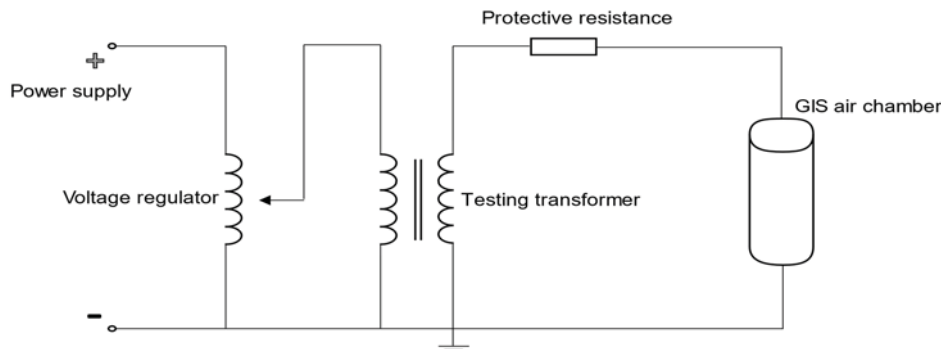 Protective resistance
+
Power supply
GIS air chamber
Voltage regulator
Testing transformer
-